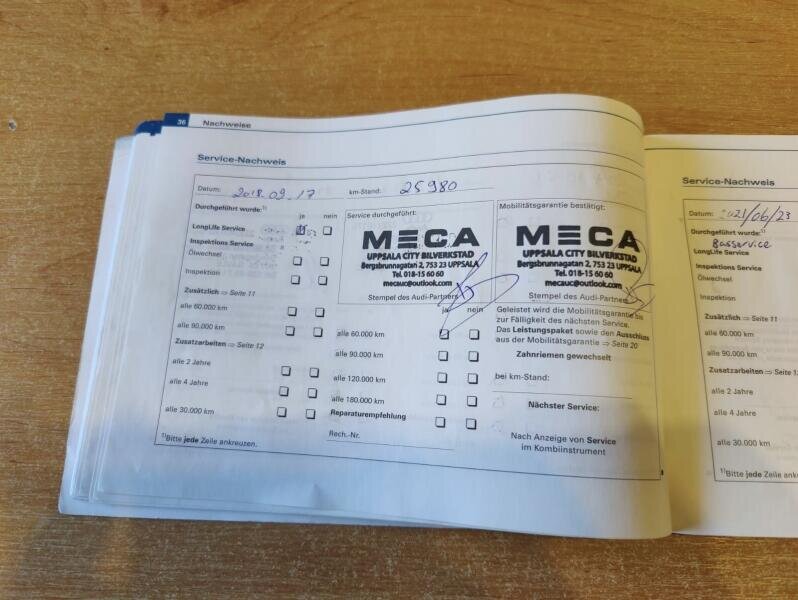 36 Nachweise
Service-Nachweis
Datum: 2018.09.17 km-Stand: 25980
Durchgeführt wurde:¹⁾ ja nein
LongLife Service
Inspektions Service
Ölwechsel
Inspektion
Zusätzlich ⇒ Seite 11
alle 60.000 km
alle 90.000 km
Zusatzarbeiten ⇒ Seite 12
alle 2 Jahre
alle 4 Jahre
alle 30.000 km
¹⁾Bitte jede Zeile ankreuzen.
Service durchgeführt:
MECA
UPPSALA CITY BILVERKSTAD
Bergsbrunnagatan 2, 753 23 UPPSALA
Tel. 018-15 60 60
mecauc@outlook.com
Stempel des Audi-Partners
ja nein
alle 60.000 km
alle 90.000 km
alle 120.000 km
alle 180.000 km
Reparaturempfehlung
Rech.-Nr.
Mobilitätsgarantie bestätigt:
MECA
UPPSALA CITY BILVERKSTAD
Bergsbrunnagatan 2, 753 23 UPPSALA
Tel. 018-15 60 60
mecauc@outlook.com
Stempel des Audi-Partners
Geleistet wird die Mobilitätsgarantie bis
zur Fälligkeit des nächsten Service.
Das Leistungspaket sowie den Ausschluss
aus der Mobilitätsgarantie ⇒ Seite 20
Zahnriemen gewechselt
bei km-Stand:
Nächster Service:
Nach Anzeige von Service
im Kombiinstrument
Service-Nachweis
Datum: 2021/06/23
Durchgeführt wurde:¹⁾
Basservice
LongLife Service
Inspektions Service
Ölwechsel
Inspektion
Zusätzlich ⇒ Seite 11
alle 60.000 km
alle 90.000 km
Zusatzarbeiten ⇒ Seite
alle 2 Jahre
alle 4 Jahre
alle 30.000 km
¹⁾Bitte jede Zeile